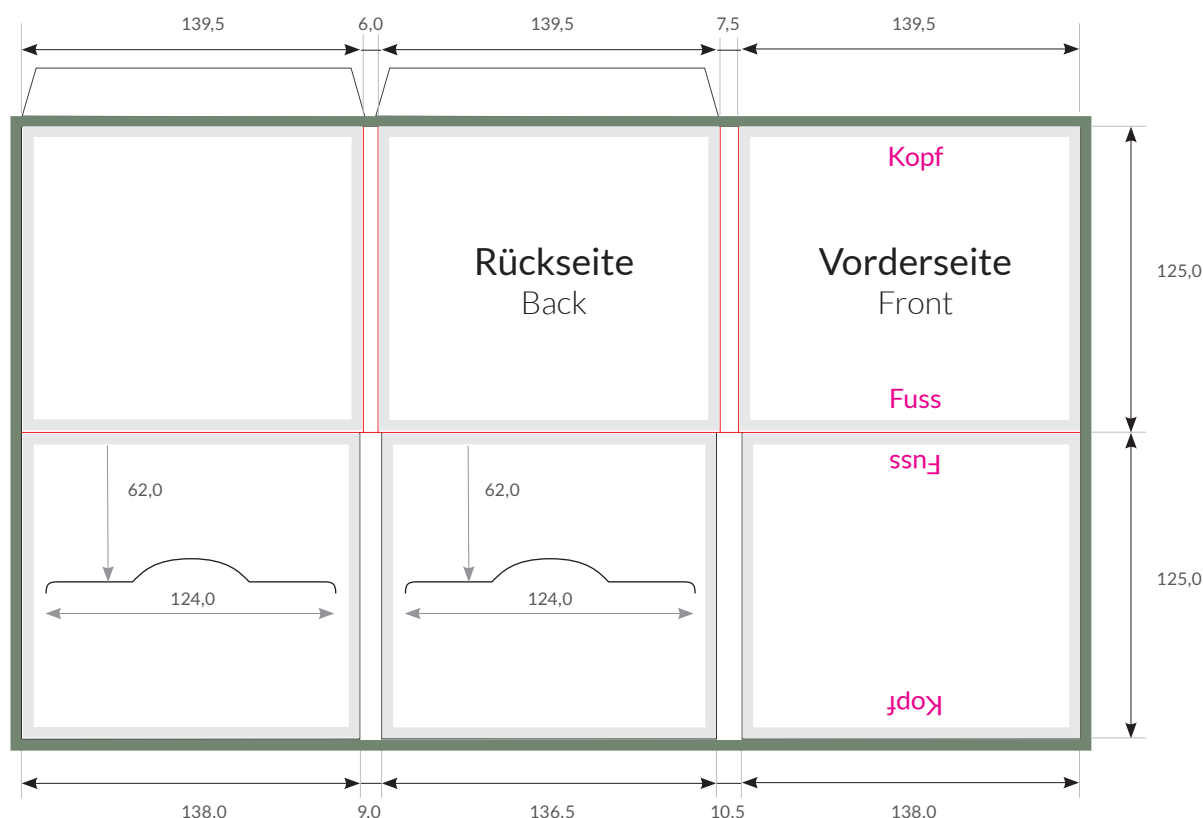 139,5 6,0 139,5 7,5 139,5
Kopf
Rückseite
Back
Vorderseite
Front
125,0
Fuss
Fuss
62,0
62,0
124,0
124,0
125,0
Kopf
138.0 9.0 136.5 10.5 138.0